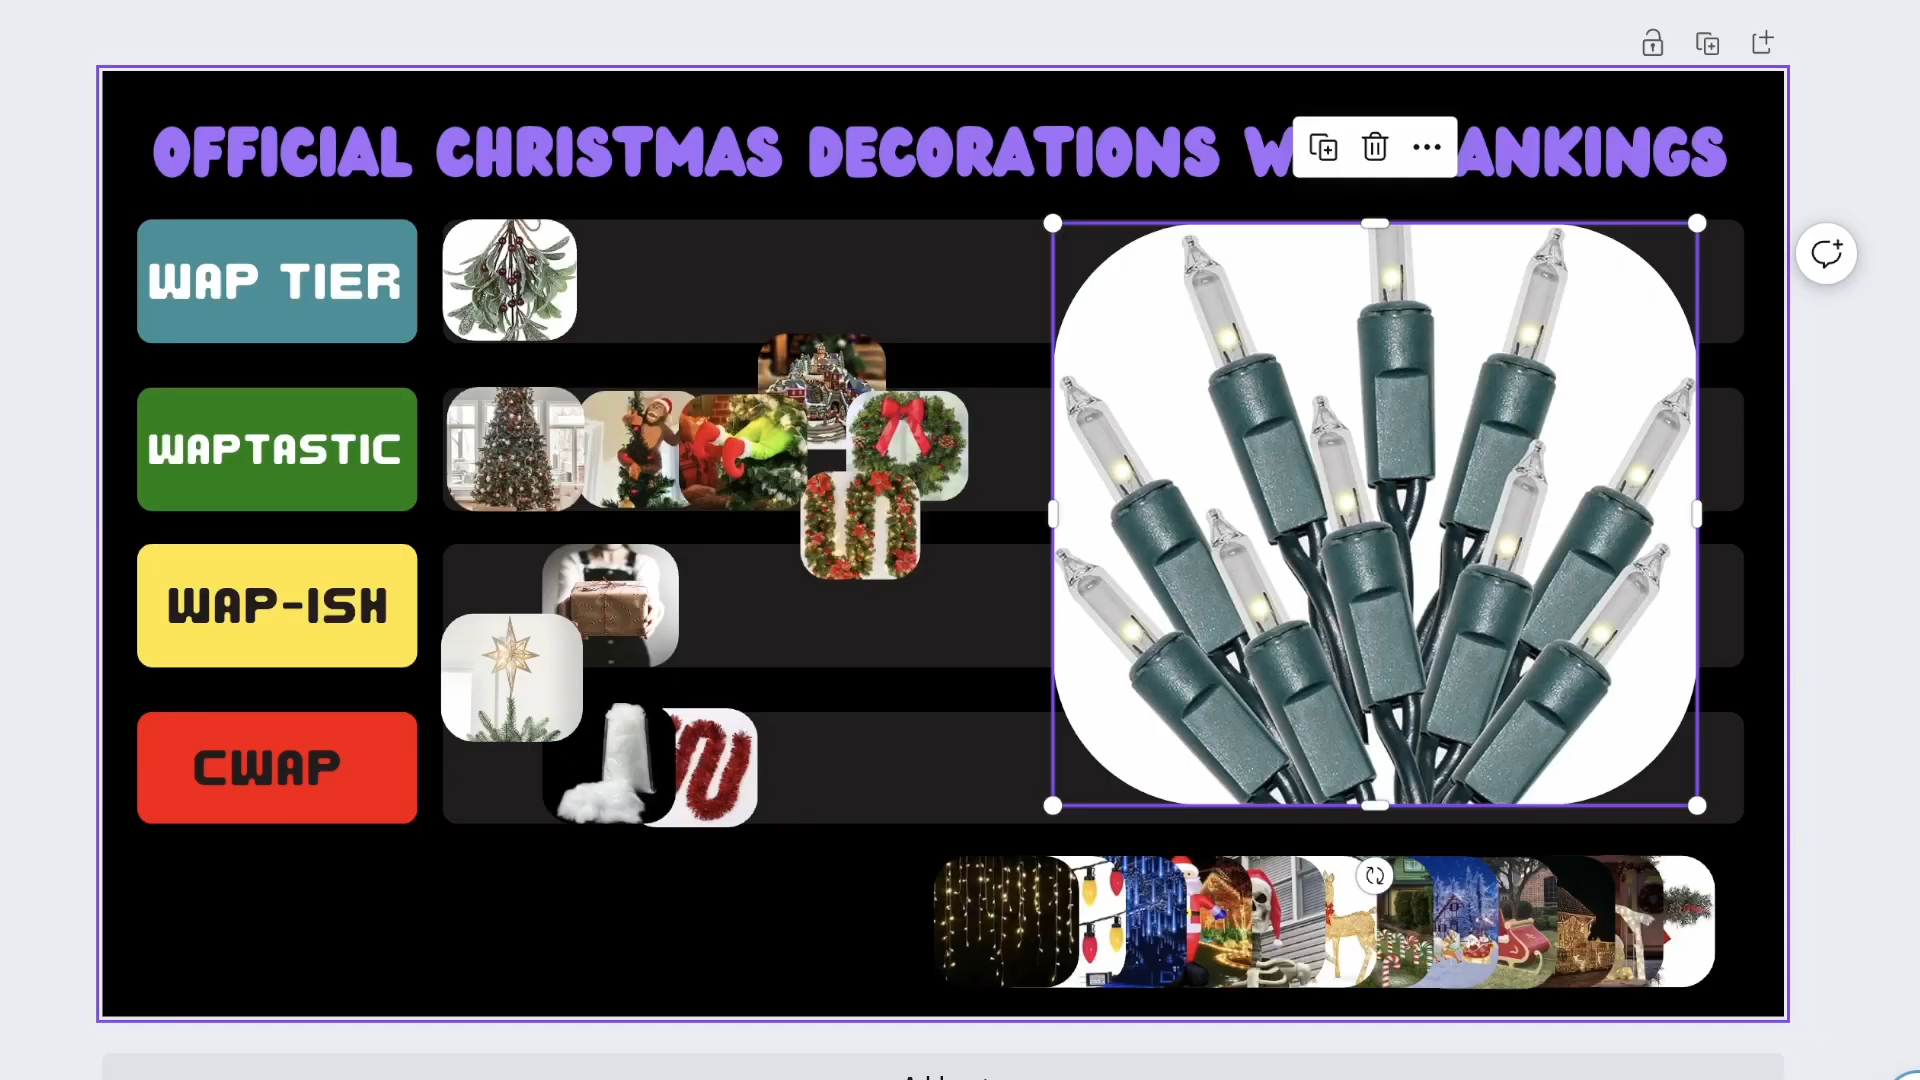 OFFICIAL CHRISTMAS DECORATIONS W ANKINGS
WAP TIER
WAPTASTIC
WAP-ISH
CWAP